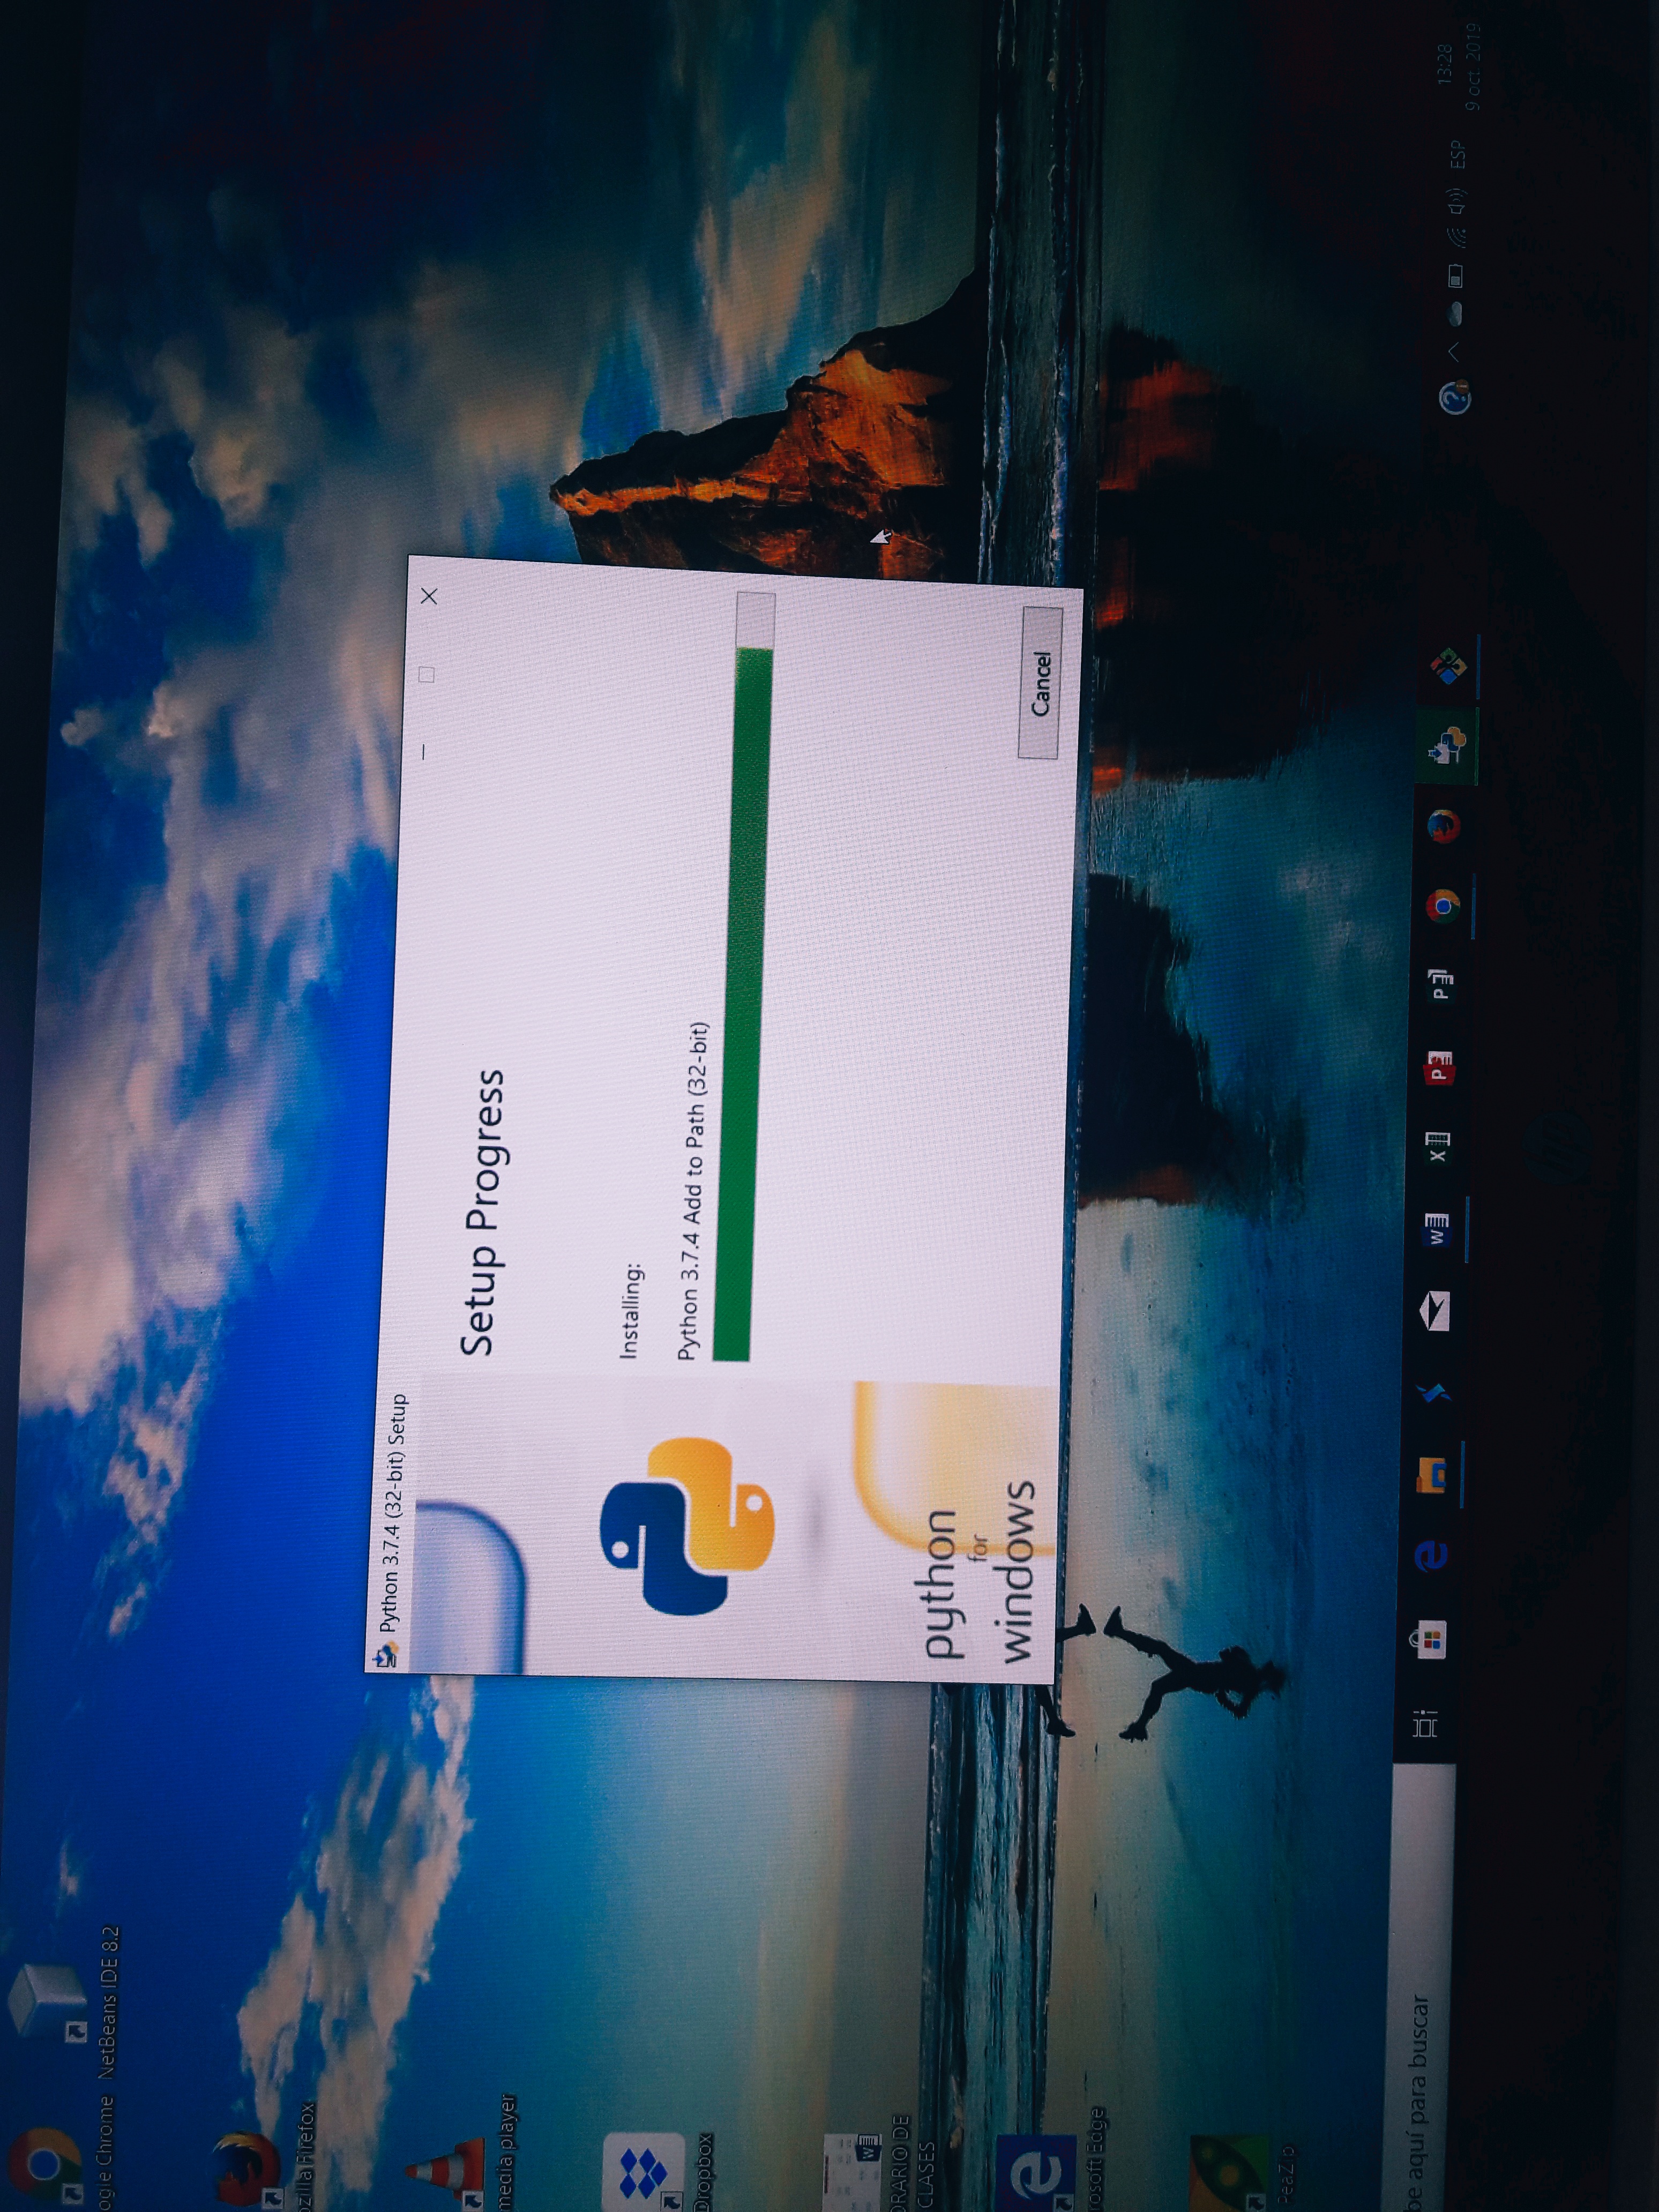 ogle Chrome
NetBeans IDE 8.2
ozilla Firefox
media player
Dropbox
ORARIO DE
CLASES
rosoft Edge
PeaZip
Python 3.7.4 (32-bit) Setup
Setup Progress
Installing:
Python 3.7.4 Add to Path (32-bit)
python
for
windows
Cancel
be aquí para buscar
ESP
13:28
9 oct. 2019